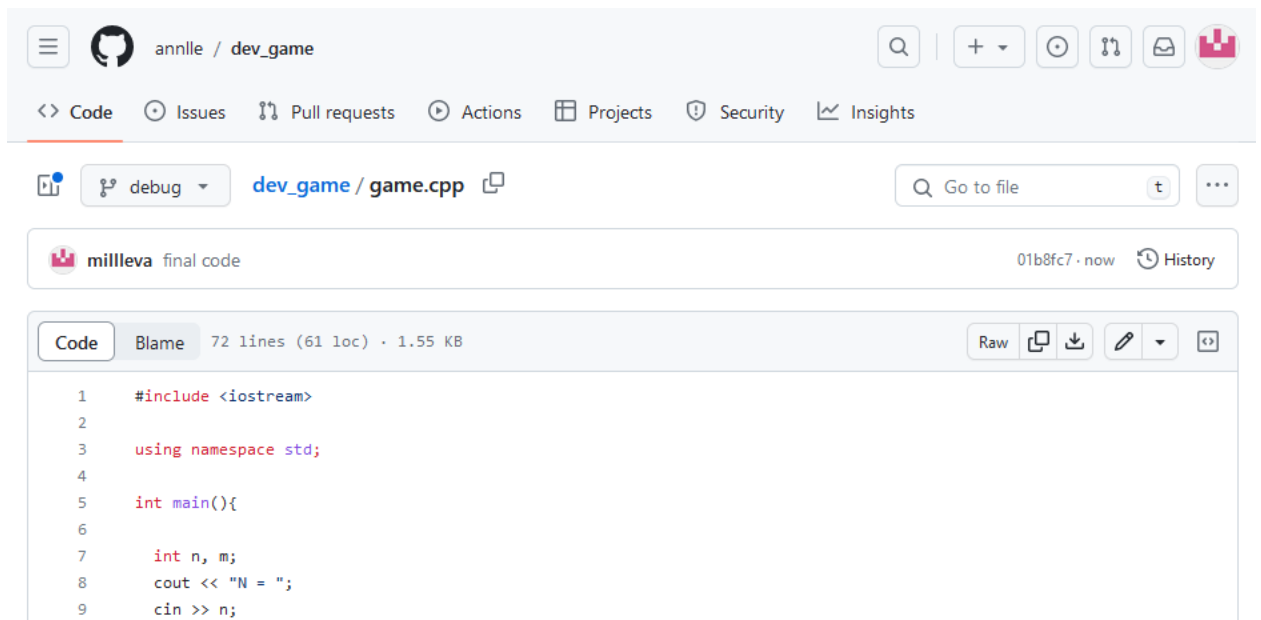 annlle / dev_game
Code Issues Pull requests Actions Projects Security Insights
debug dev_game / game.cpp Go to file t
millleva final code 01b8fc7 · now History
Code Blame 72 lines (61 loc) · 1.55 KB Raw
1 #include <iostream>
2
3 using namespace std;
4
5 int main(){
6
7 int n, m;
8 cout << "N = ";
9 cin >> n;